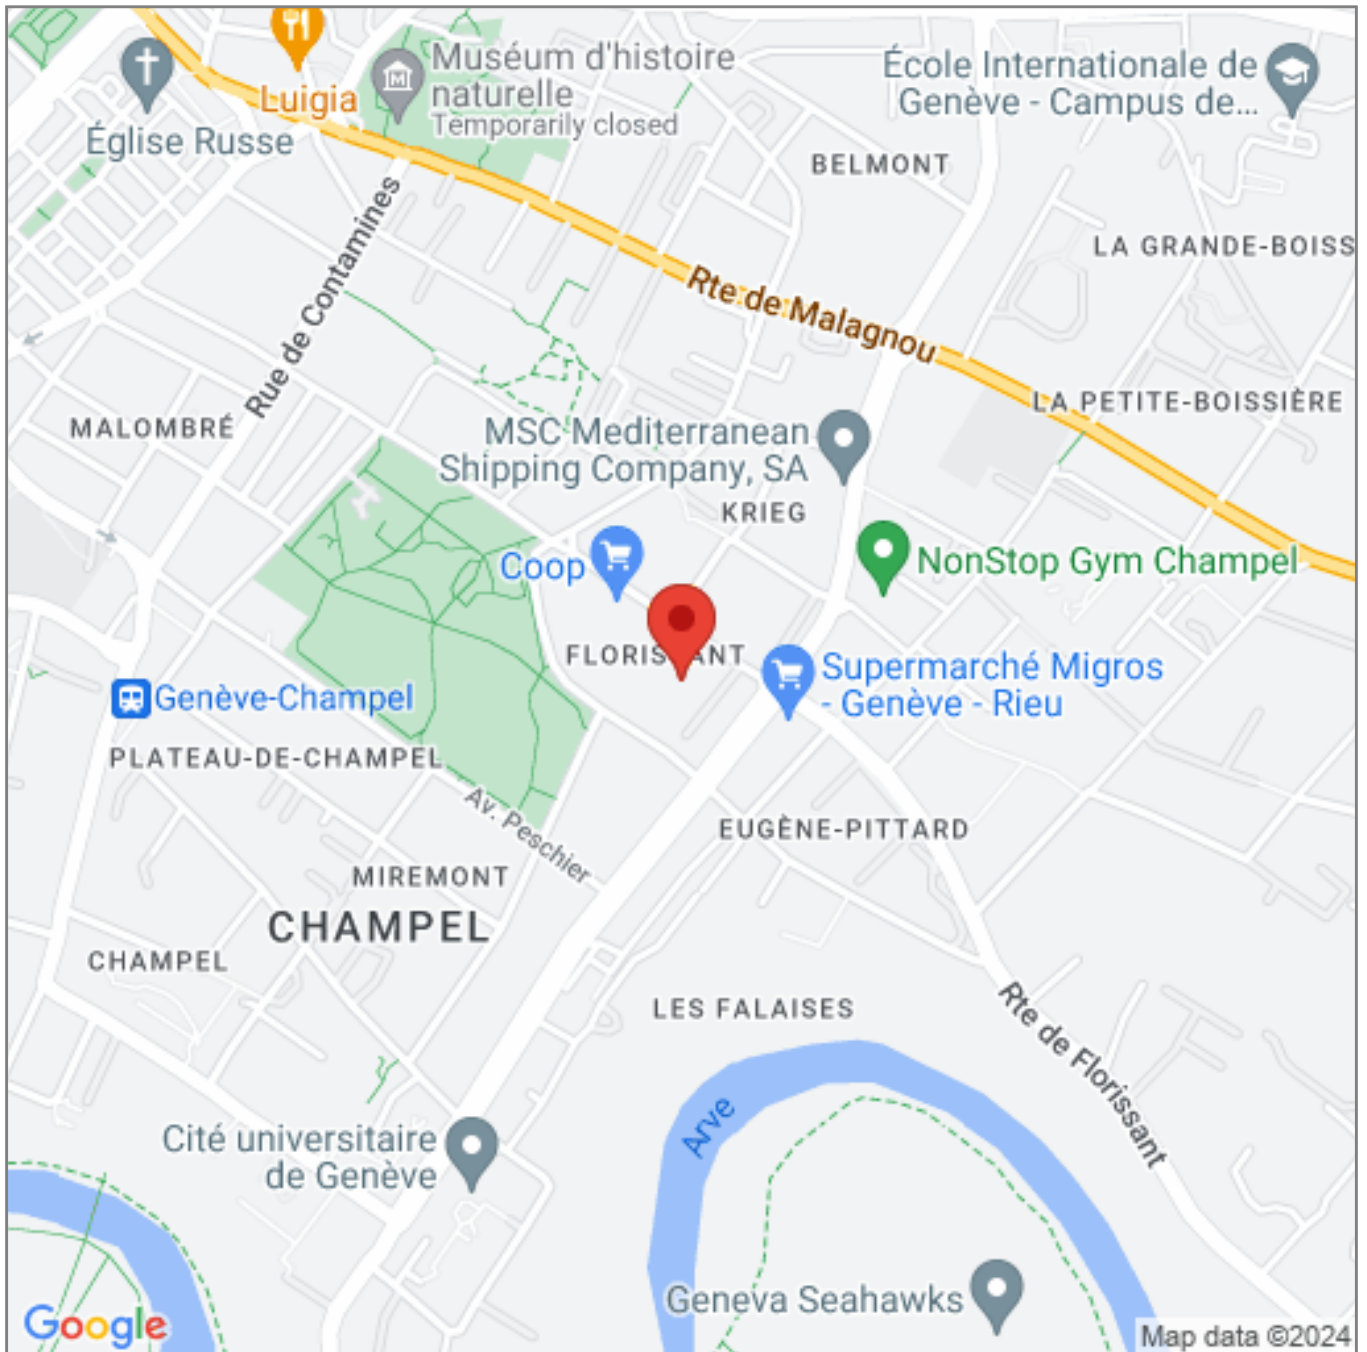 Muséum d'histoire
naturelle
Temporarily closed
École Internationale de
Genève - Campus de...
Luigia
Église Russe
BELMONT
LA GRANDE-BOISS
Rue de Contamines
Rte de Malagnou
LA PETITE-BOISSIÈRE
MALOMBRÉ
MSC Mediterranean
Shipping Company, SA
KRIEG
Coop
NonStop Gym Champel
FLORIS ANT
Supermarché Migros
- Genève - Rieu
Genève-Champel
PLATEAU-DE-CHAMPEL
Av. Peschier
EUGÈNE-PITTARD
MIREMONT
CHAMPEL
CHAMPEL
LES FALAISES
Rte de Florissant
Arve
Cité universitaire
de Genève
Geneva Seahawks
Google
Map data ©2024